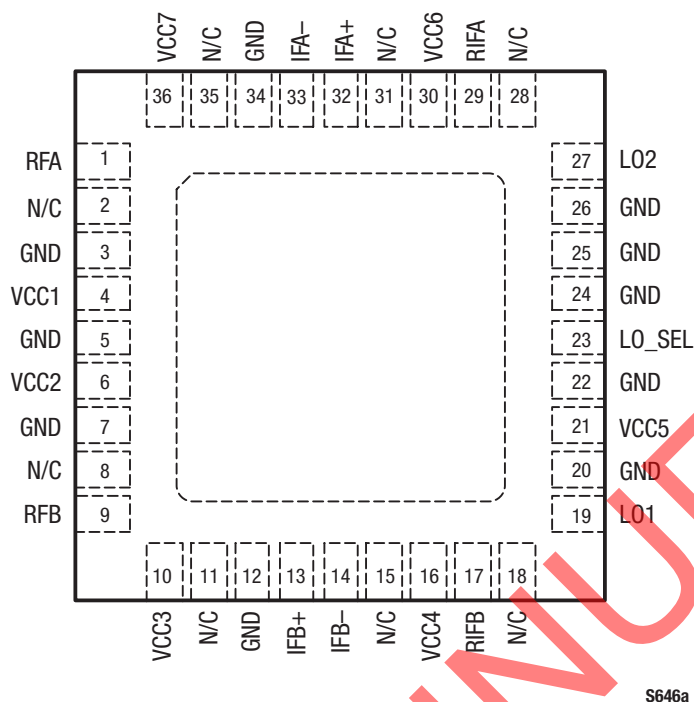 VCC7 N/C GND IFA– IFA+ N/C VCC6 RIFA N/C
36 35 34 33 32 31 30 29 28
RFA 1 27 LO2
N/C 2 26 GND
GND 3 25 GND
VCC1 4 24 GND
GND 5 23 LO_SEL
VCC2 6 22 GND
GND 7 21 VCC5
N/C 8 20 GND
RFB 9 19 LO1
10 11 12 13 14 15 16 17 18
VCC3 N/C GND IFB+ IFB– N/C VCC4 RIFB N/C
S646a